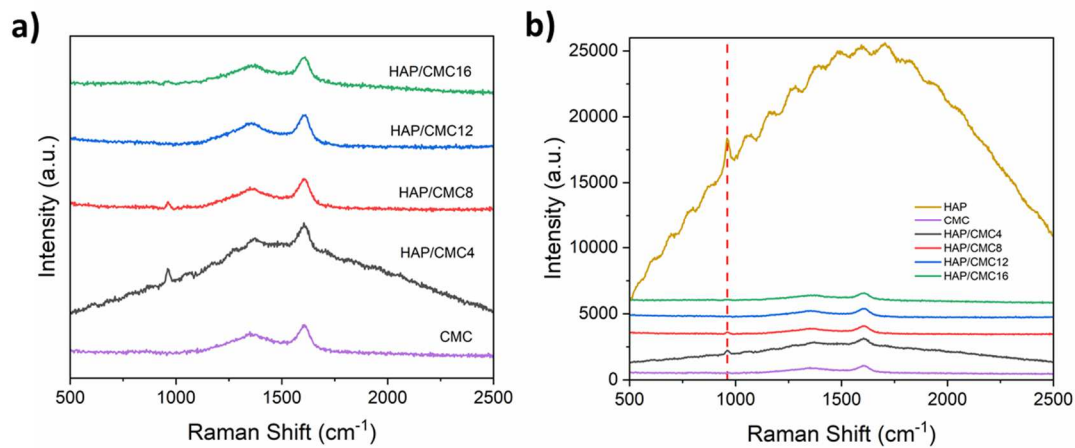 a)
Intensity (a.u.)
HAP/CMC16
HAP/CMC12
HAP/CMC8
HAP/CMC4
CMC
500 1000 1500 2000 2500
Raman Shift (cm⁻¹)
b)
Intensity (a.u.)
25000
20000
15000
10000
5000
0
HAP
CMC
HAP/CMC4
HAP/CMC8
HAP/CMC12
HAP/CMC16
500 1000 1500 2000 2500
Raman Shift (cm⁻¹)